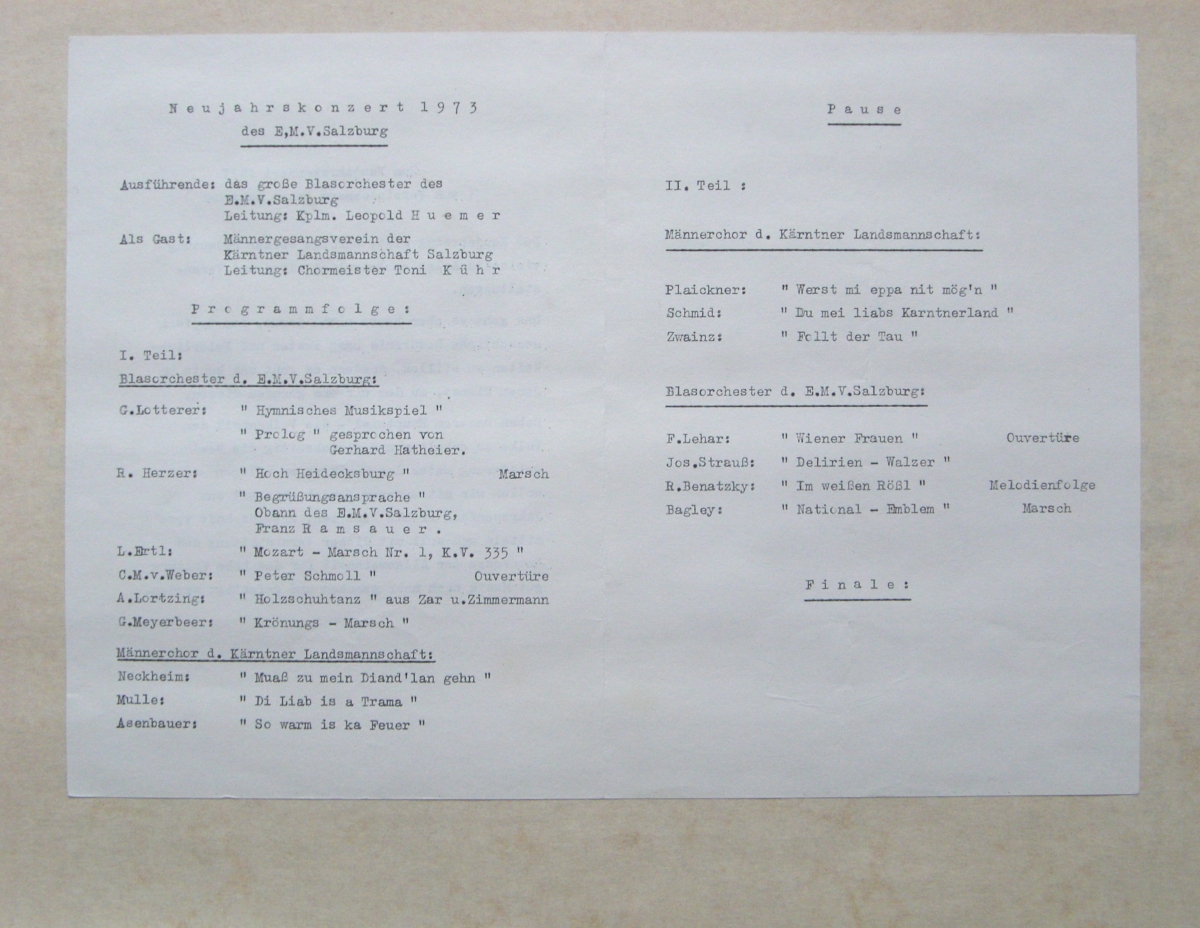 Neujahrskonzert 1973
des E,M.V.Salzburg
Ausführende: das große Blasorchester des
E.M.V.Salzburg
Leitung: Kplm. Leopold Huemer
Als Gast: Männergesangsverein der
Kärntner Landsmannschaft Salzburg
Leitung: Chormeister Toni Kühr
Programmfolge:
I. Teil:
Blasorchester d. E.M.V.Salzburg:
G.Lotterer: " Hymnisches Musikspiel "
" Prolog " gesprochen von
Gerhard Hatheier.
R. Herzer: " Hoch Heidecksburg " Marsch
" Begrüßungsansprache "
Obann des E.M.V.Salzburg,
Franz Ramsauer.
L.Ertl: " Mozart - Marsch Nr. 1, K.V. 335 "
C.M.v.Weber: " Peter Schmoll " Ouvertüre
A.Lortzing: " Holzschuhtanz " aus Zar u.Zimmermann
G.Meyerbeer: " Krönungs - Marsch "
Männerchor d. Kärntner Landsmannschaft:
Neckheim: " Muaß zu mein Diand'lan gehn "
Mulle: " Di Liab is a Trama "
Asenbauer: " So warm is ka Feuer "
Pause
II. Teil :
Männerchor d. Kärntner Landsmannschaft:
Plaickner: " Werst mi eppa nit mög'n "
Schmid: " Du mei liabs Karntnerland "
Zwainz: " Follt der Tau "
Blasorchester d. E.M.V.Salzburg:
F.Lehar: " Wiener Frauen " Ouvertüre
Jos.Strauß: " Delirien - Walzer "
R.Benatzky: " Im weißen Rößl " Melodienfolge
Bagley: " National - Emblem " Marsch
Finale: